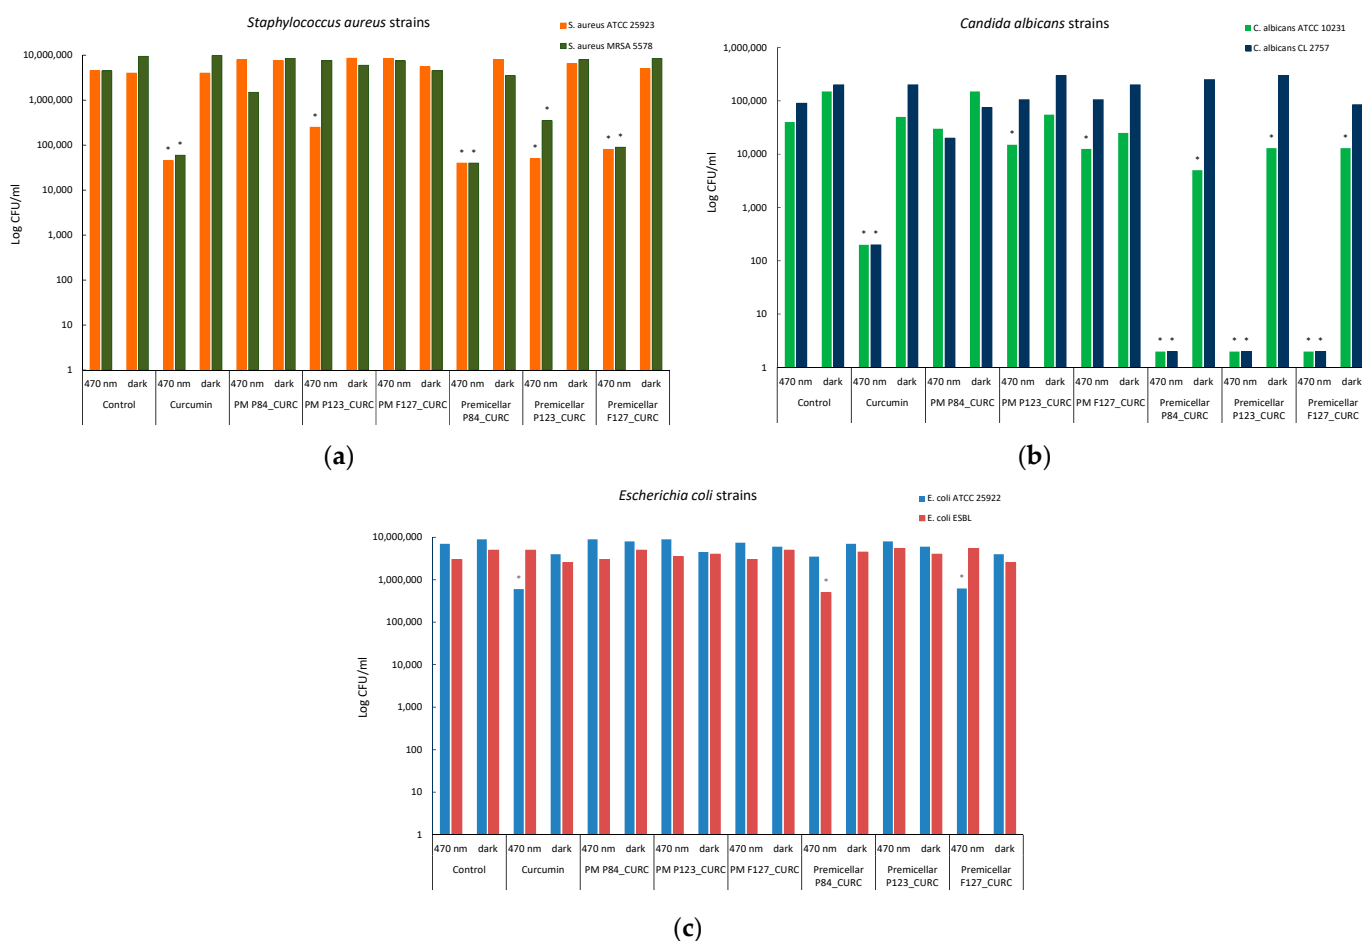 Staphylococcus aureus strains
S. aureus ATCC 25923
S. aureus MRSA 5578
Log CFU/ml
10,000,000
1,000,000
100,000
10,000
1,000
100
10
1
* * * * * * * * *
470 nm dark 470 nm dark 470 nm dark 470 nm dark 470 nm dark 470 nm dark 470 nm dark 470 nm dark
Control Curcumin PM P84_CURC PM P123_CURC PM F127_CURC Premicellar Premicellar Premicellar
P84_CURC P123_CURC F127_CURC
(a)
Candida albicans strains
C. albicans ATCC 10231
C. albicans CL 2757
Log CFU/ml
1,000,000
100,000
10,000
1,000
100
10
1
* * * * * * * * * * * * *
470 nm dark 470 nm dark 470 nm dark 470 nm dark 470 nm dark 470 nm dark 470 nm dark 470 nm dark
Control Curcumin PM P84_CURC PM P123_CURC PM F127_CURC Premicellar Premicellar Premicellar
P84_CURC P123_CURC F127_CURC
(b)
Escherichia coli strains
E. coli ATCC 25922
E. coli ESBL
Log CFU/ml
10,000,000
1,000,000
100,000
10,000
1,000
100
10
1
* * *
470 nm dark 470 nm dark 470 nm dark 470 nm dark 470 nm dark 470 nm dark 470 nm dark 470 nm dark
Control Curcumin PM P84_CURC PM P123_CURC PM F127_CURC Premicellar Premicellar Premicellar
P84_CURC P123_CURC F127_CURC
(c)